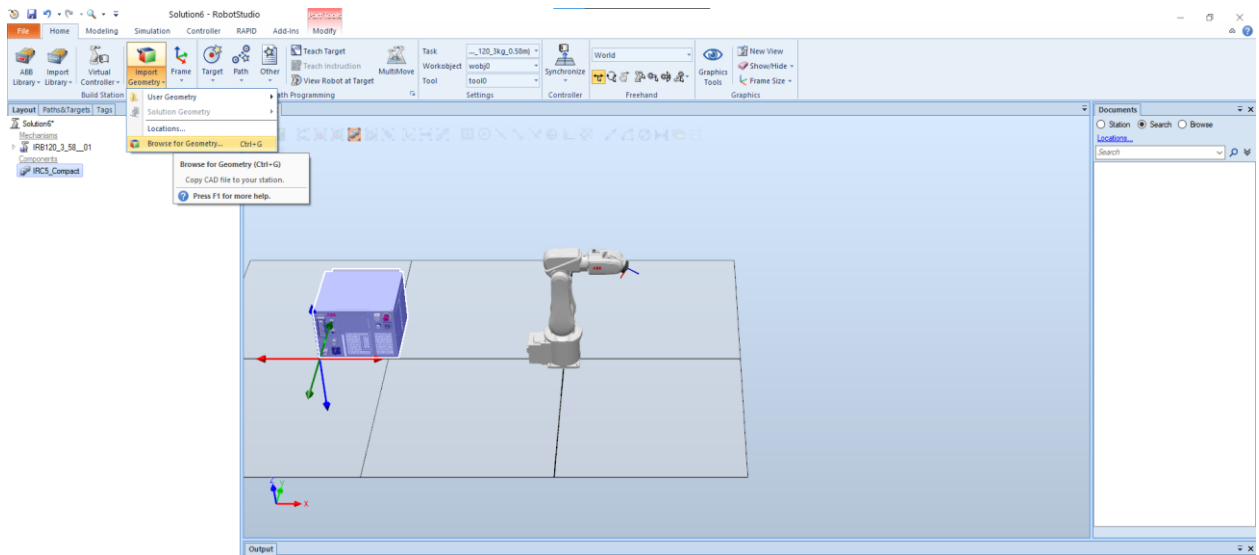 Solution6 - RobotStudio
Part Tools
File Home Modeling Simulation Controller RAPID Add-Ins Modify
ABB Library
Import Library
Virtual Controller
Import Geometry
Frame
Target
Path
Other
Build Station
Teach Target
Teach Instruction
View Robot at Target
MultiMove
Path Programming
Task ..._120_3kg_0.58m)
Workobject wobj0
Tool tool0
Settings
Synchronize
Controller
World
Freehand
Graphics Tools
New View
Show/Hide
Frame Size
Graphics
User Geometry
Solution Geometry
Locations...
Browse for Geometry... Ctrl+G
Browse for Geometry (Ctrl+G)
Copy CAD file to your station.
Press F1 for more help.
Layout Paths&Targets Tags
Solution6*
Mechanisms
IRB120_3_58__01
Components
IRC5_Compact
Documents
Station Search Browse
Locations...
Search
ABB
Z Y
X
Output